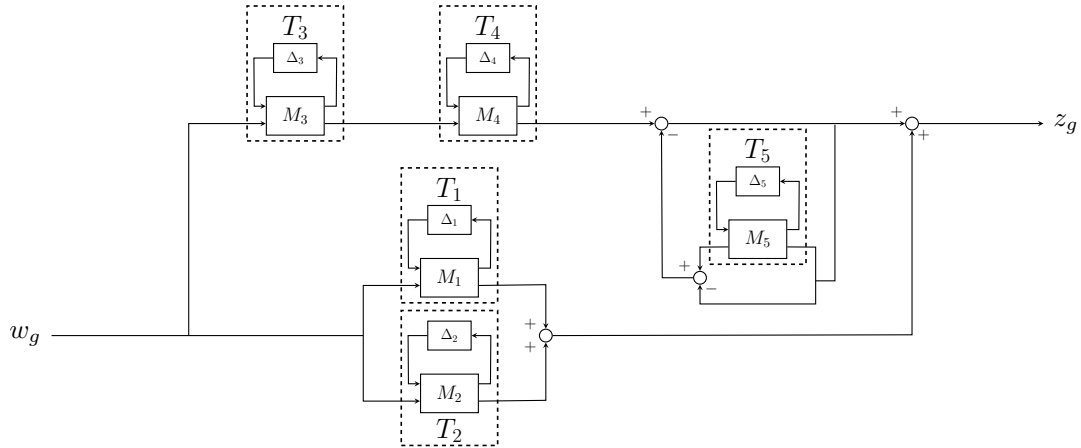 T₃
T₄
Δ₃
Δ₄
M₃
M₄
+
−
+
+
z_g
T₅
Δ₅
M₅
+
−
T₁
Δ₁
M₁
w_g
+
+
Δ₂
M₂
T₂